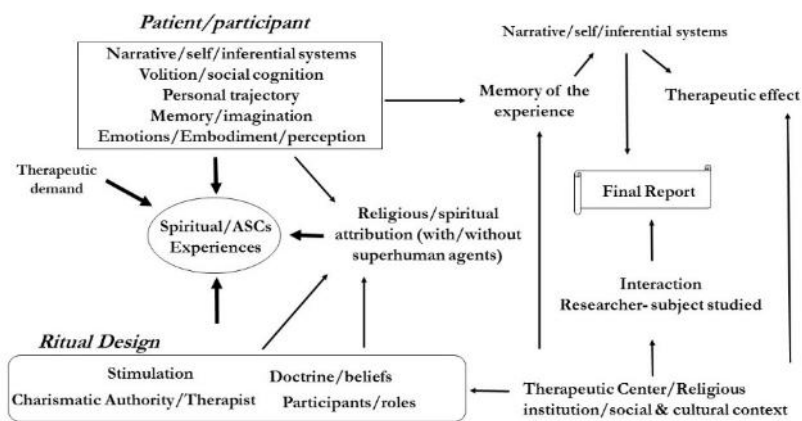 Patient/participant
Narrative/self/inferential systems
Volition/social cognition
Personal trajectory
Memory/imagination
Emotions/Embodiment/perception
Narrative/self/inferential systems
Memory of the
experience
Therapeutic effect
Therapeutic
demand
Spiritual/ASCs
Experiences
Religious/spiritual
attribution (with/without
superhuman agents)
Final Report
Interaction
Researcher- subject studied
Ritual Design
Stimulation
Doctrine/beliefs
Charismatic Authority/Therapist
Participants/roles
Therapeutic Center/Religious
institution/social & cultural context